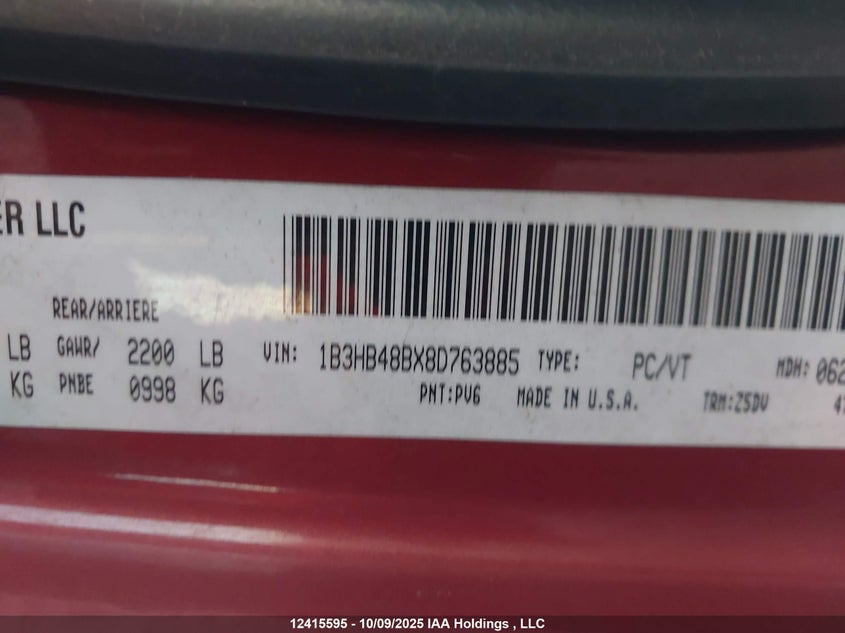 ER LLC
REAR/ARRIERE
LB GAWR/ 2200 LB VIN: 1B3HB48BX8D763885 TYPE: PC/VT MDH: 062
KG PNBE 0998 KG PNT:PV6 MADE IN U.S.A. TRM:Z5DV 4
12415595 - 10/09/2025 IAA Holdings , LLC